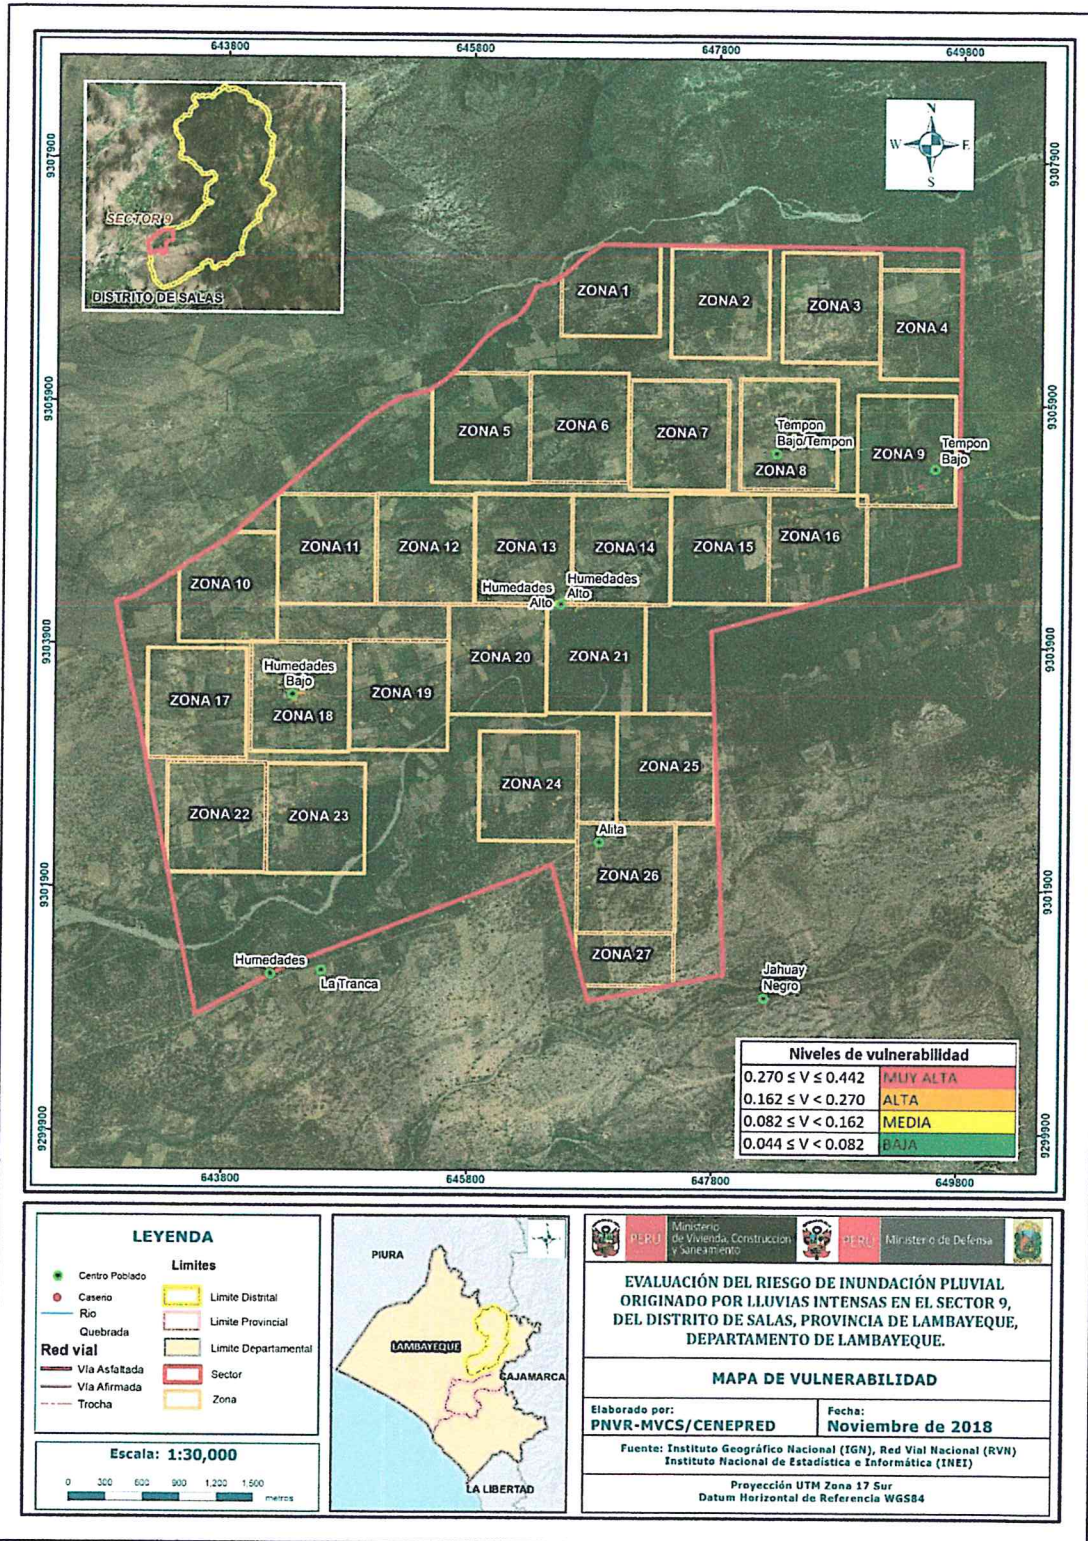 643800
645800
647800
649800
9307900
9307900
N
W
E
S
SECTOR 9
DISTRITO DE SALAS
ZONA 1
ZONA 2
ZONA 3
ZONA 4
9305900
9305900
ZONA 5
ZONA 6
ZONA 7
Tempon
Bajo/Tempon
ZONA 8
ZONA 9
Tempon
Bajo
ZONA 10
ZONA 11
ZONA 12
ZONA 13
ZONA 14
ZONA 15
ZONA 16
Humedades
Alto
Humedades
Alto
9303900
9303900
ZONA 17
Humedades
Bajo
ZONA 18
ZONA 19
ZONA 20
ZONA 21
ZONA 22
ZONA 23
ZONA 24
ZONA 25
Alita
ZONA 26
ZONA 27
9301900
9301900
Humedades
La Tranca
Jahuay
Negro
Niveles de vulnerabilidad
0.270 ≤ V ≤ 0.442 MUY ALTA
0.162 ≤ V < 0.270 ALTA
0.082 ≤ V < 0.162 MEDIA
0.044 ≤ V < 0.082 BAJA
9299900
9299900
643800
645800
647800
649800
LEYENDA
Centro Poblado
Caserio
Rio
Quebrada
Red vial
Vía Asfaltada
Vía Afirmada
Trocha
Limites
Limite Distrital
Limite Provincial
Limite Departamental
Sector
Zona
Escala: 1:30,000
0 300 600 900 1,200 1,500
metros
PIURA
LAMBAYEQUE
CAJAMARCA
LA LIBERTAD
PERÚ
Ministerio
de Vivienda, Construcción
y Saneamiento
PERÚ
Ministerio de Defensa
EVALUACIÓN DEL RIESGO DE INUNDACIÓN PLUVIAL
ORIGINADO POR LLUVIAS INTENSAS EN EL SECTOR 9,
DEL DISTRITO DE SALAS, PROVINCIA DE LAMBAYEQUE,
DEPARTAMENTO DE LAMBAYEQUE.
MAPA DE VULNERABILIDAD
Elaborado por:
PNVR-MVCS/CENEPRED
Fecha:
Noviembre de 2018
Fuente: Instituto Geográfico Nacional (IGN), Red Vial Nacional (RVN)
Instituto Nacional de Estadística e Informática (INEI)
Proyección UTM Zona 17 Sur
Datum Horizontal de Referencia WGS84